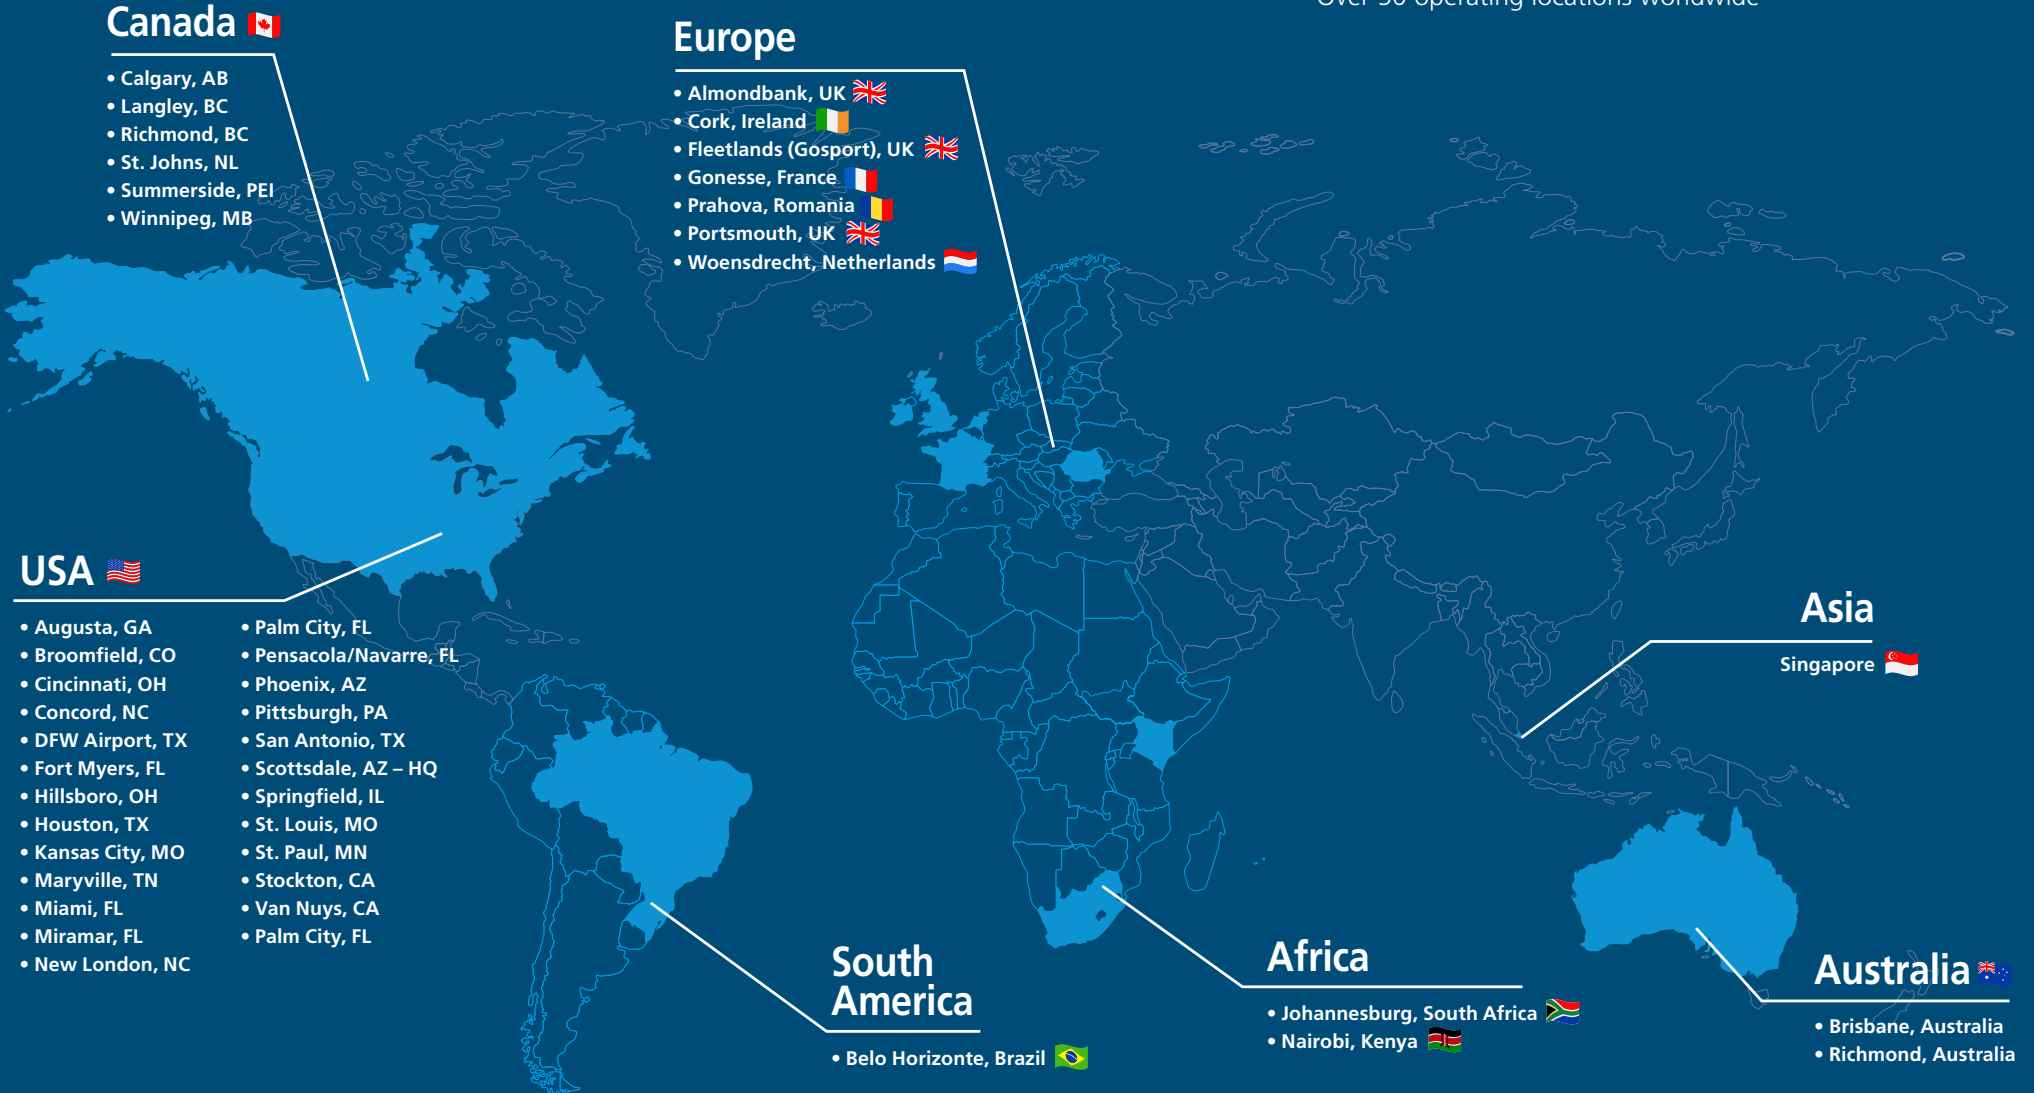 Over 50 operating locations worldwide
Canada
• Calgary, AB
• Langley, BC
• Richmond, BC
• St. Johns, NL
• Summerside, PEI
• Winnipeg, MB
Europe
• Almondbank, UK
• Cork, Ireland
• Fleetlands (Gosport), UK
• Gonesse, France
• Prahova, Romania
• Portsmouth, UK
• Woensdrecht, Netherlands
USA
• Augusta, GA
• Broomfield, CO
• Cincinnati, OH
• Concord, NC
• DFW Airport, TX
• Fort Myers, FL
• Hillsboro, OH
• Houston, TX
• Kansas City, MO
• Maryville, TN
• Miami, FL
• Miramar, FL
• New London, NC
• Palm City, FL
• Pensacola/Navarre, FL
• Phoenix, AZ
• Pittsburgh, PA
• San Antonio, TX
• Scottsdale, AZ – HQ
• Springfield, IL
• St. Louis, MO
• St. Paul, MN
• Stockton, CA
• Van Nuys, CA
• Palm City, FL
Asia
Singapore
South
America
• Belo Horizonte, Brazil
Africa
• Johannesburg, South Africa
• Nairobi, Kenya
Australia
• Brisbane, Australia
• Richmond, Australia